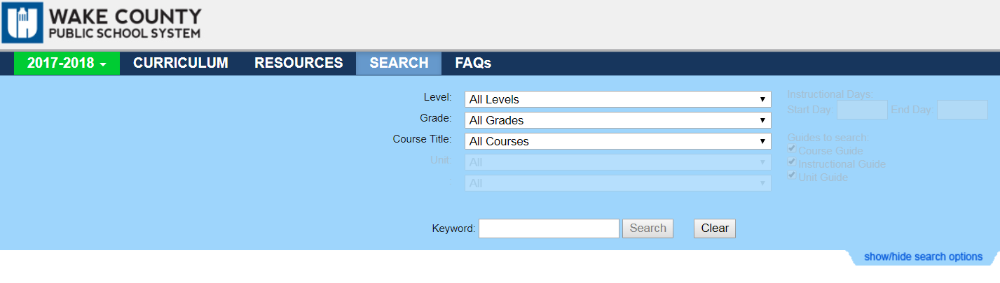 WAKE COUNTY
PUBLIC SCHOOL SYSTEM
2017-2018 CURRICULUM RESOURCES SEARCH FAQs
Level: All Levels
Grade: All Grades
Course Title: All Courses
Unit: All
: All
Instructional Days:
Start Day: End Day:
Guides to search:
Course Guide
Instructional Guide
Unit Guide
Keyword: Search Clear
show/hide search options